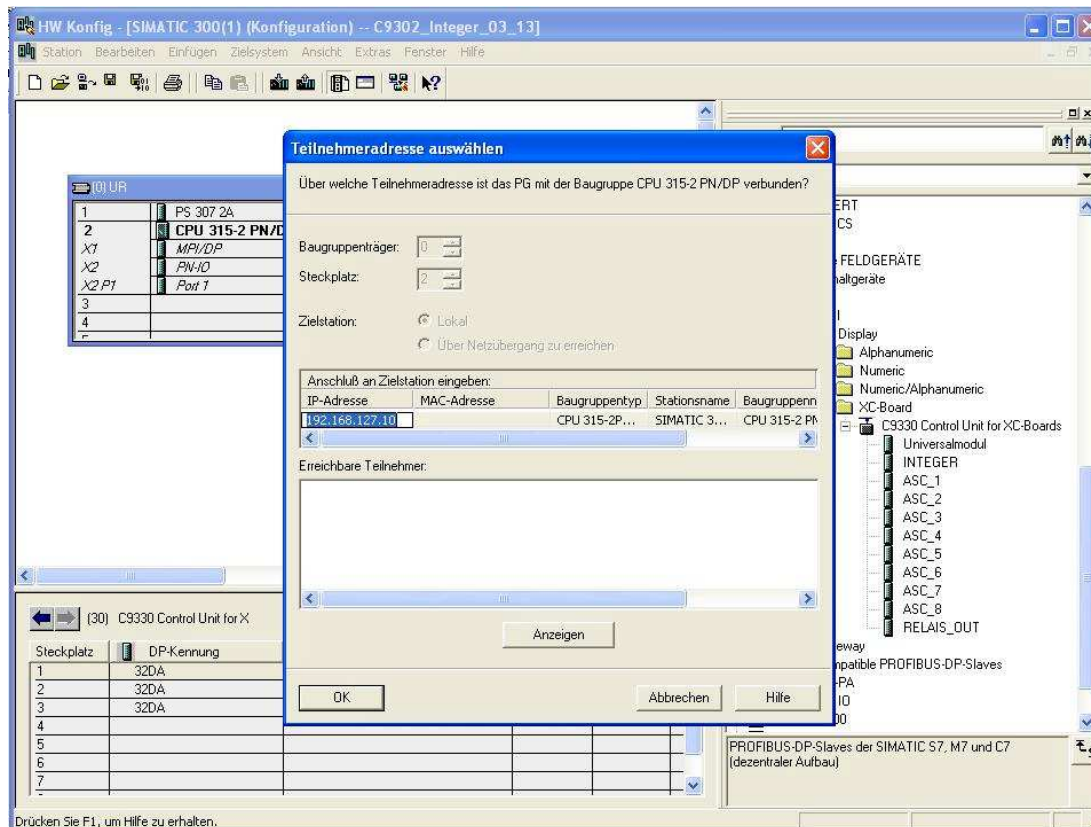 HW Konfig - [SIMATIC 300(1) (Konfiguration) -- C9302_Integer_03_13]
Station Bearbeiten Einfügen Zielsystem Ansicht Extras Fenster Hilfe
(0) UR
1 PS 307 2A
2 CPU 315-2 PN/D
X1 MPI/DP
X2 PN-IO
X2 P1 Port 1
3
4
Teilnehmeradresse auswählen
Über welche Teilnehmeradresse ist das PG mit der Baugruppe CPU 315-2 PN/DP verbunden?
Baugruppenträger: 0
Steckplatz: 2
Zielstation: Lokal
Über Netzübergang zu erreichen
Anschluß an Zielstation eingeben:
IP-Adresse MAC-Adresse Baugruppentyp Stationsname Baugruppenn
192.168.127.10 CPU 315-2P... SIMATIC 3... CPU 315-2 PN
Erreichbare Teilnehmer:
Anzeigen
OK Abbrechen Hilfe
ERT
CS
FELDGERÄTE
altgeräte
Display
Alphanumeric
Numeric
Numeric/Alphanumeric
XC-Board
C9330 Control Unit for XC-Boards
Universalmodul
INTEGER
ASC_1
ASC_2
ASC_3
ASC_4
ASC_5
ASC_6
ASC_7
ASC_8
RELAIS_OUT
eway
mpatible PROFIBUS-DP-Slaves
-PA
IO
00
PROFIBUS-DP-Slaves der SIMATIC S7, M7 und C7
(dezentraler Aufbau)
(30) C9330 Control Unit for X
Steckplatz DP-Kennung
1 32DA
2 32DA
3 32DA
4
5
6
7
Drücken Sie F1, um Hilfe zu erhalten.